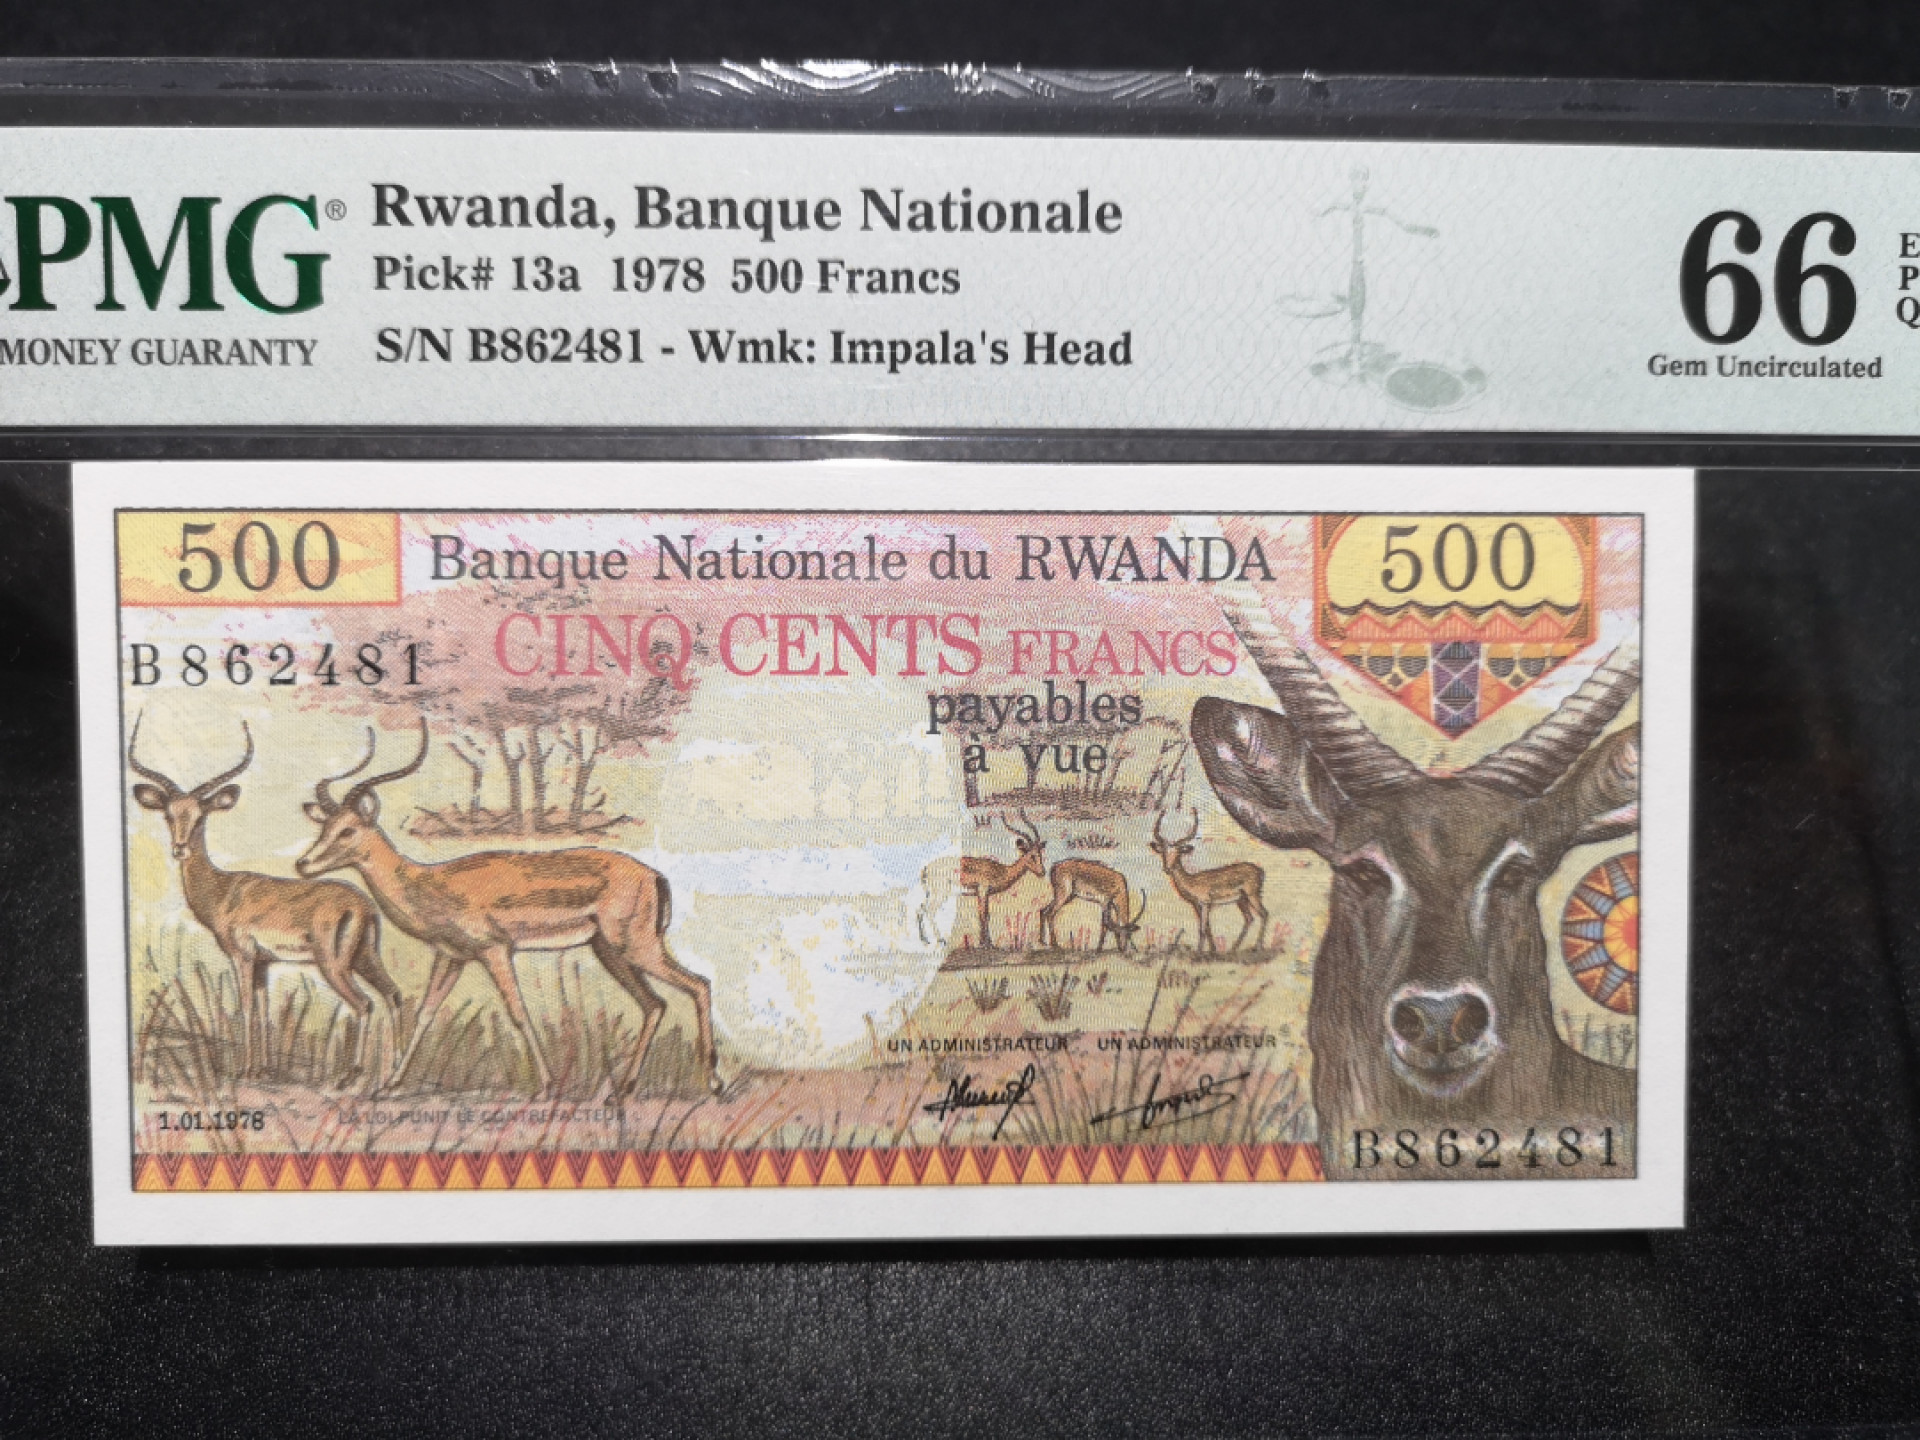 PMG®
MONEY GUARANTY
Rwanda, Banque Nationale
Pick# 13a 1978 500 Francs
S/N B862481 - Wmk: Impala's Head
66
E
P
Q
Gem Uncirculated
500
Banque Nationale du RWANDA
500
CINQ CENTS FRANCS
B862481
payables
à vue
UN ADMINISTRATEUR UN ADMINISTRATEUR
1.01.1978
LA LOI PUNIT LE CONTREFACTEUR
B862481